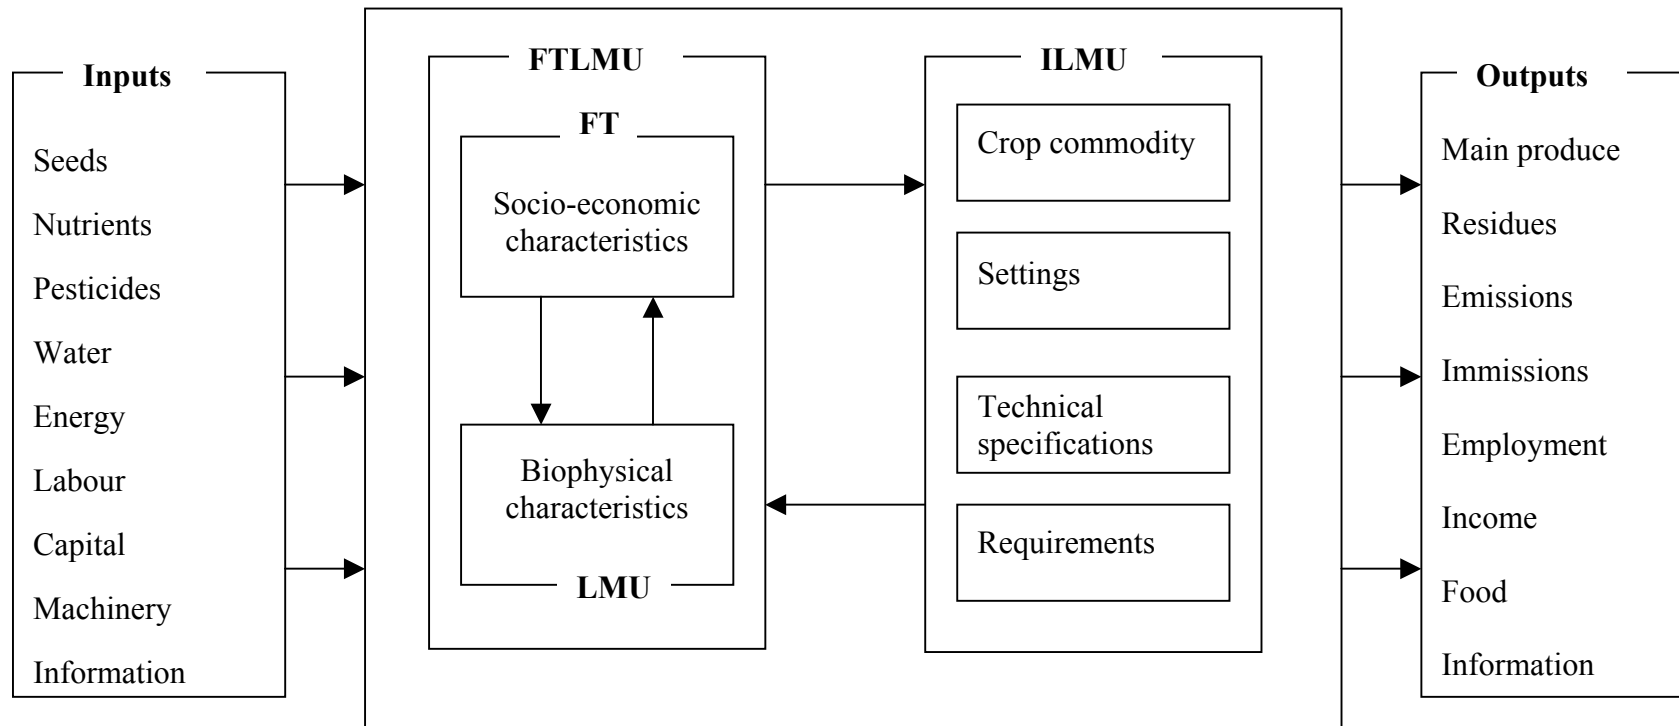 Inputs
Seeds
Nutrients
Pesticides
Water
Energy
Labour
Capital
Machinery
Information
FTLMU
FT
Socio-economic
characteristics
Biophysical
characteristics
LMU
ILMU
Crop commodity
Settings
Technical
specifications
Requirements
Outputs
Main produce
Residues
Emissions
Immissions
Employment
Income
Food
Information